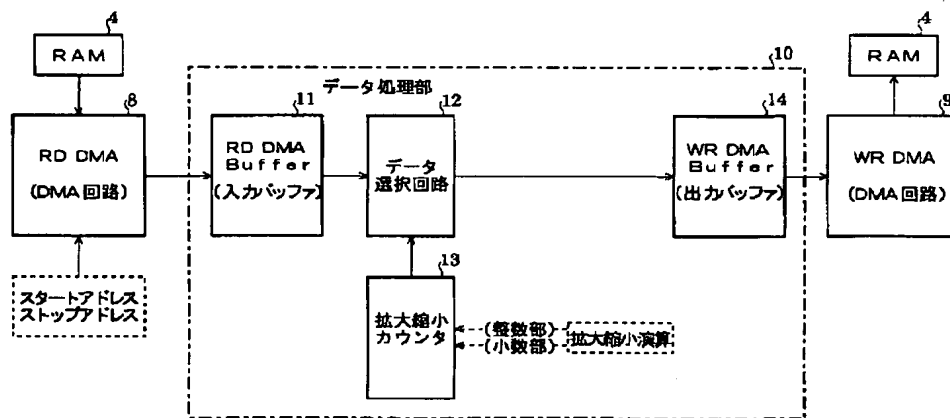 4
RAM
8
RD DMA
(DMA回路)
スタートアドレス
ストップアドレス
10
データ処理部
11
RD DMA
Buffer
(入力バッファ)
12
データ
選択回路
13
拡大縮小
カウンタ
(整数部)
(小数部)
拡大縮小演算
14
WR DMA
Buffer
(出力バッファ)
4
RAM
9
WR DMA
(DMA回路)